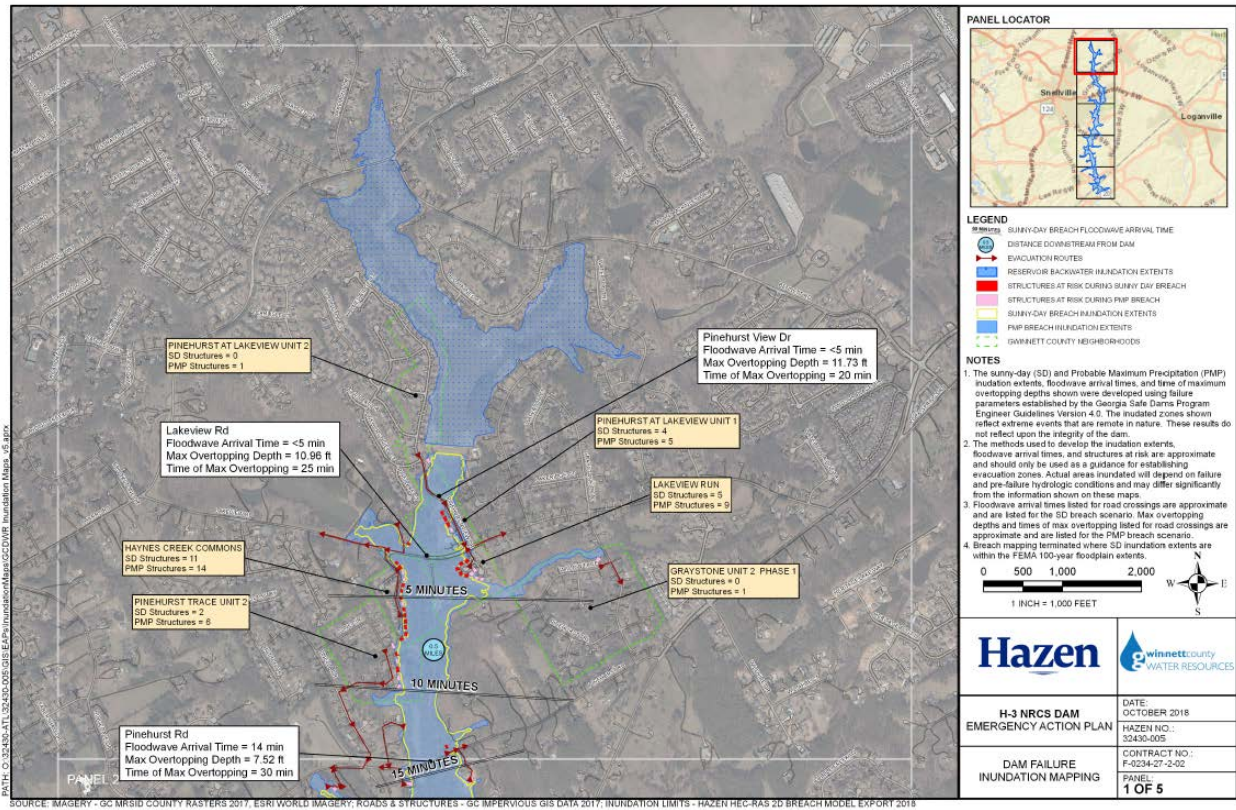 PINEHURST AT LAKEVIEW UNIT 2
SD Structures = 0
PMP Structures = 1
Pinehurst View Dr
Floodwave Arrival Time = <5 min
Max Overtopping Depth = 11.73 ft
Time of Max Overtopping = 20 min
Lakeview Rd
Floodwave Arrival Time = <5 min
Max Overtopping Depth = 10.96 ft
Time of Max Overtopping = 25 min
PINEHURST AT LAKEVIEW UNIT 1
SD Structures = 4
PMP Structures = 5
LAKEVIEW RUN
SD Structures = 5
PMP Structures = 9
HAYNES CREEK COMMONS
SD Structures = 11
PMP Structures = 14
GRAYSTONE UNIT 2 PHASE 1
SD Structures = 0
PMP Structures = 1
PINEHURST TRACE UNIT 2
SD Structures = 2
PMP Structures = 6
5 MINUTES
0.5
MILES
10 MINUTES
Pinehurst Rd
Floodwave Arrival Time = 14 min
Max Overtopping Depth = 7.52 ft
Time of Max Overtopping = 30 min
15 MINUTES
PANEL 2
SOURCE: IMAGERY - GC MRSID COUNTY RASTERS 2017, ESRI WORLD IMAGERY; ROADS & STRUCTURES - GC IMPERVIOUS GIS DATA 2017; INUNDATION LIMITS - HAZEN HEC-RAS 2D BREACH MODEL EXPORT 2018
PANEL LOCATOR
Snellville
124
Loganville
LEGEND
SUNNY-DAY BREACH FLOODWAVE ARRIVAL TIME
DISTANCE DOWNSTREAM FROM DAM
EVACUATION ROUTES
RESERVOIR BACKWATER INUNDATION EXTENTS
STRUCTURES AT RISK DURING SUNNY DAY BREACH
STRUCTURES AT RISK DURING PMP BREACH
SUNNY-DAY BREACH INUNDATION EXTENTS
PMP BREACH INUNDATION EXTENTS
GWINNETT COUNTY NEIGHBORHOODS
NOTES
1. The sunny-day (SD) and Probable Maximum Precipitation (PMP)
inudation extents, floodwave arrival times, and time of maximum
overtopping depths shown were developed using failure
parameters established by the Georgia Safe Dams Program
Engineer Guidelines Version 4.0. The inudated zones shown
reflect extreme events that are remote in nature. These results do
not reflect upon the integrity of the dam.
2. The methods used to develop the inudation extents,
floodwave arrival times, and structures at risk are approximate
and should only be used as a guidance for establishing
evacuation zones. Actual areas inundated will depend on failure
and pre-failure hydrologic conditions and may differ significantly
from the information shown on these maps.
3. Floodwave arrival times listed for road crossings are approximate
and are listed for the SD breach scenario. Max overtopping
depths and times of max overtopping listed for road crossings are
approximate and are listed for the PMP breach scenario.
4. Breach mapping terminated where SD inundation extents are
within the FEMA 100-year floodplain extents.
N
W E
S
0 500 1,000 2,000
1 INCH = 1,000 FEET
Hazen
gwinnettcounty
WATER RESOURCES
H-3 NRCS DAM
EMERGENCY ACTION PLAN
DATE:
OCTOBER 2018
HAZEN NO.:
32430-005
DAM FAILURE
INUNDATION MAPPING
CONTRACT NO.:
F-0234-27-2-02
PANEL:
1 OF 5